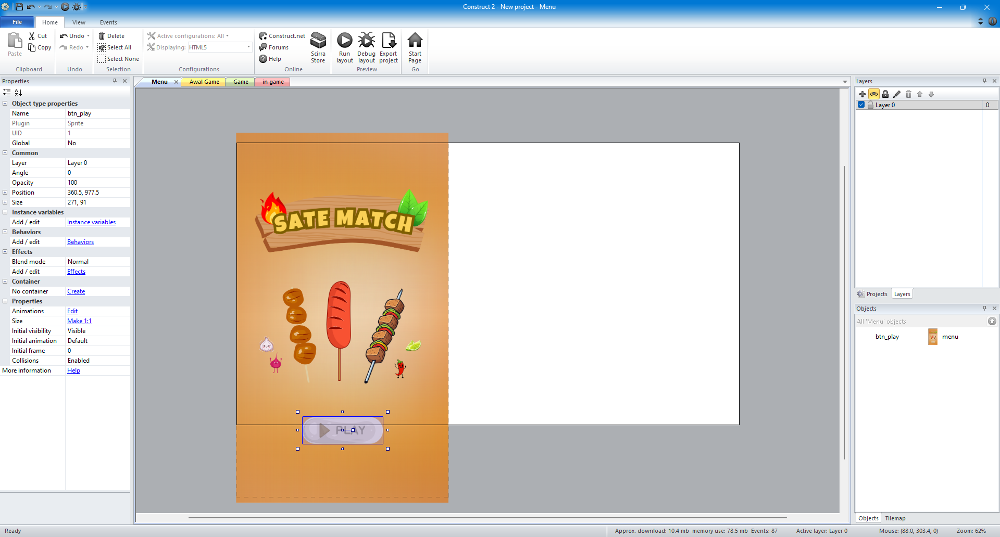 Construct 2 - New project - Menu
File Home View Events
Paste
Cut
Copy
Clipboard
Undo
Redo
Undo
Delete
Select All
Select None
Selection
Active configurations: All
Displaying: HTML5
Configurations
Construct.net
Forums
Help
Scirra
Store
Online
Run
layout
Debug
layout
Export
project
Preview
Start
Page
Go
Properties
Object type properties
Name btn_play
Plugin Sprite
UID 1
Global No
Common
Layer Layer 0
Angle 0
Opacity 100
Position 360.5, 977.5
Size 271, 91
Instance variables
Add / edit Instance variables
Behaviors
Add / edit Behaviors
Effects
Blend mode Normal
Add / edit Effects
Container
No container Create
Properties
Animations Edit
Size Make 1:1
Initial visibility Visible
Initial animation Default
Initial frame 0
Collisions Enabled
More information Help
Menu Awal Game Game in game
SATE MATCH
PLAY
Layers
Layer 0 0
Projects Layers
Objects
All 'Menu' objects
btn_play menu
Objects Tilemap
Ready
Approx. download: 10.4 mb memory use: 78.5 mb Events: 87 Active layer: Layer 0 Mouse: (88.0, 303.4, 0) Zoom: 62%